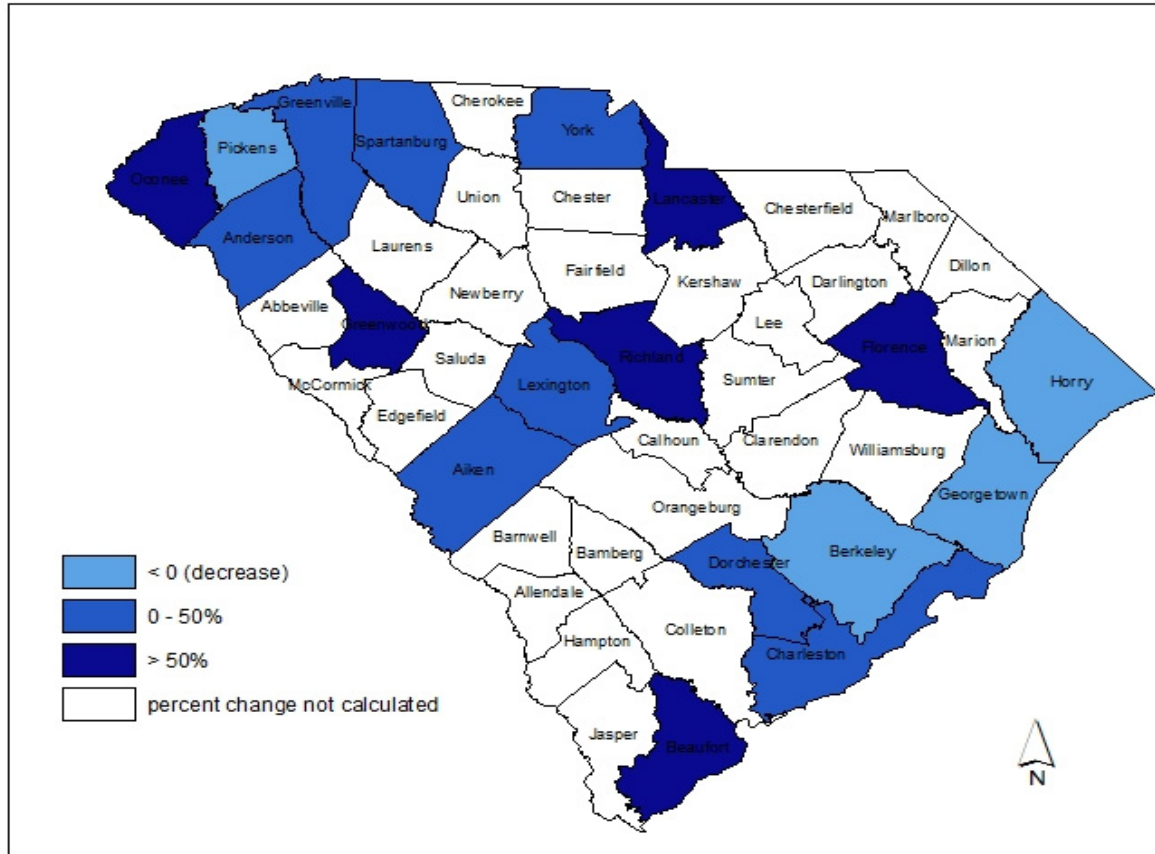 Cherokee
Greenville
York
Spartanburg
Pickens
Oconee
Union
Chester
Lancaster
Chesterfield
Marlboro
Anderson
Laurens
Fairfield
Kershaw
Darlington
Dillon
Abbeville
Newberry
Greenwood
Lee
Marion
Florence
Richland
Saluda
McCormick
Lexington
Sumter
Horry
Edgefield
Calhoun
Clarendon
Williamsburg
Aiken
Georgetown
Orangeburg
Barnwell
Bamberg
Berkeley
Dorchester
Allendale
Colleton
Hampton
Charleston
Jasper
Beaufort
< 0 (decrease)
0 - 50%
> 50%
percent change not calculated
N